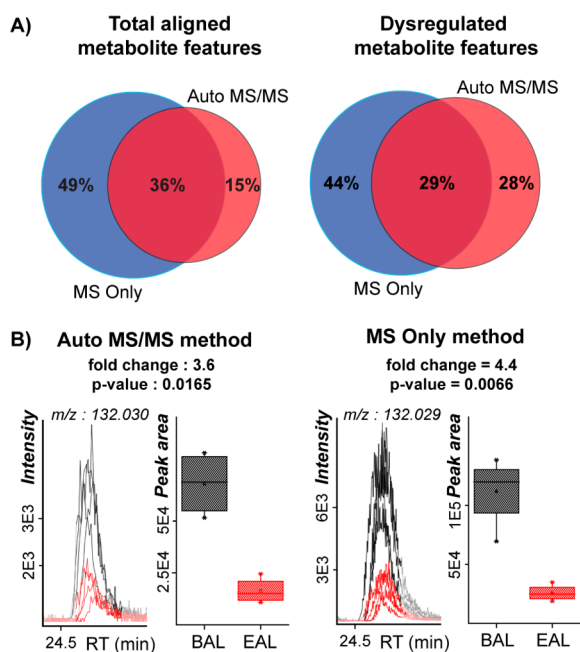 A)
Total aligned
metabolite features
Dysregulated
metabolite features
Auto MS/MS
49%
36%
15%
MS Only
Auto MS/MS
44%
29%
28%
MS Only
B)
Auto MS/MS method
fold change : 3.6
p-value : 0.0165
MS Only method
fold change = 4.4
p-value = 0.0066
m/z : 132.030
Intensity
3E3
2E3
24.5 RT (min)
Peak area
5E4
2.5E4
BAL EAL
m/z : 132.029
Intensity
6E3
3E3
24.5 RT (min)
Peak area
1E5
5E4
BAL EAL